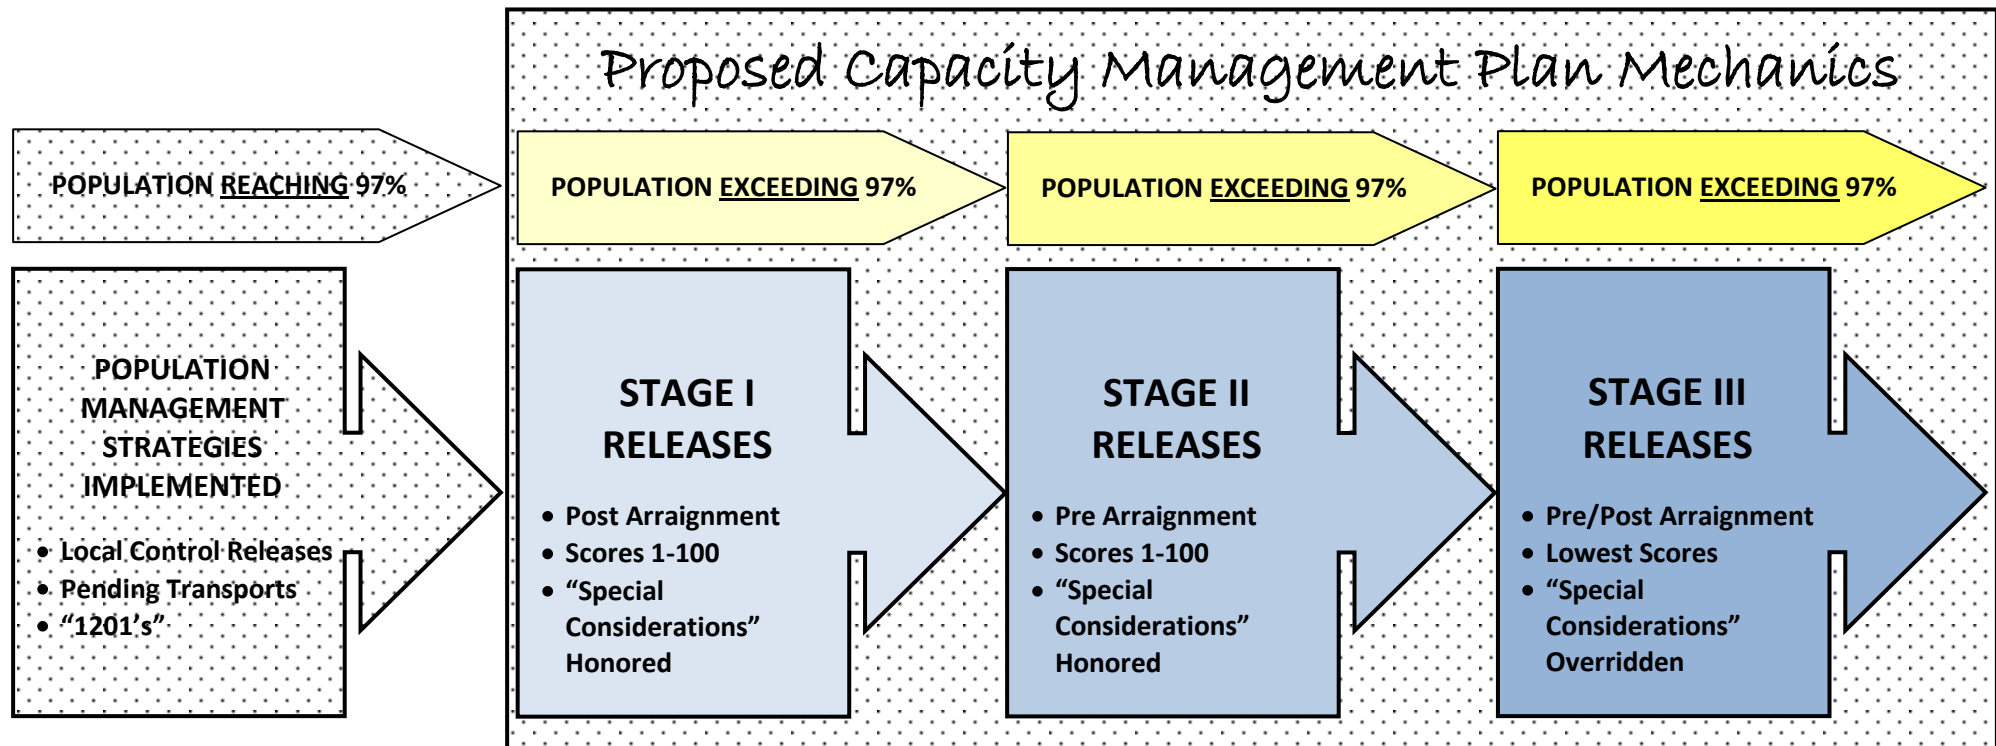 Proposed Capacity Management Plan Mechanics
POPULATION REACHING 97%
POPULATION EXCEEDING 97%
POPULATION EXCEEDING 97%
POPULATION EXCEEDING 97%
POPULATION
MANAGEMENT
STRATEGIES
IMPLEMENTED
• Local Control Releases
• Pending Transports
• “1201’s”
STAGE I
RELEASES
• Post Arraignment
• Scores 1-100
• “Special
Considerations”
Honored
STAGE II
RELEASES
• Pre Arraignment
• Scores 1-100
• “Special
Considerations”
Honored
STAGE III
RELEASES
• Pre/Post Arraignment
• Lowest Scores
• “Special
Considerations”
Overridden